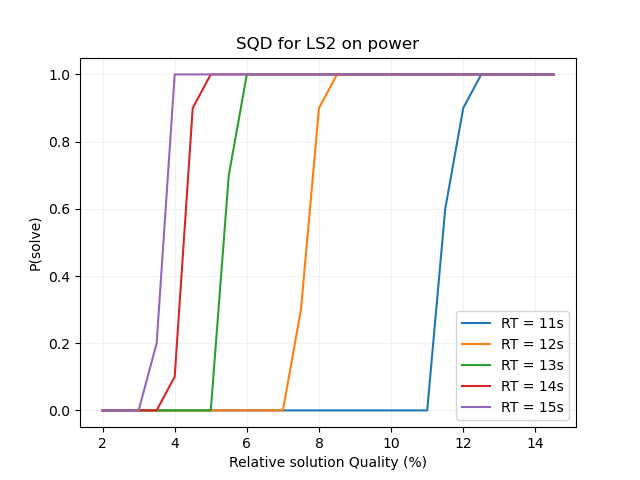 SQD for LS2 on power
P(solve)
1.0
0.8
0.6
0.4
0.2
0.0
RT = 11s
RT = 12s
RT = 13s
RT = 14s
RT = 15s
2 4 6 8 10 12 14
Relative solution Quality (%)